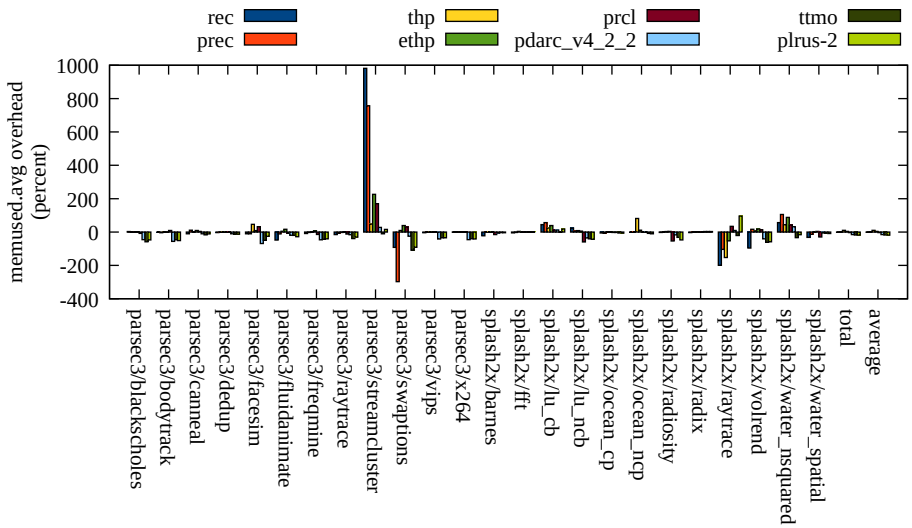 rec thp prcl ttmo
prec ethp pdarc_v4_2_2 plrus-2
memused.avg overhead
(percent)
1000
800
600
400
200
0
-200
-400
parsec3/blackscholes
parsec3/bodytrack
parsec3/canneal
parsec3/dedup
parsec3/facesim
parsec3/fluidanimate
parsec3/freqmine
parsec3/raytrace
parsec3/streamcluster
parsec3/swaptions
parsec3/vips
parsec3/x264
splash2x/barnes
splash2x/fft
splash2x/lu_cb
splash2x/lu_ncb
splash2x/ocean_cp
splash2x/ocean_ncp
splash2x/radiosity
splash2x/radix
splash2x/raytrace
splash2x/volrend
splash2x/water_nsquared
splash2x/water_spatial
total
average